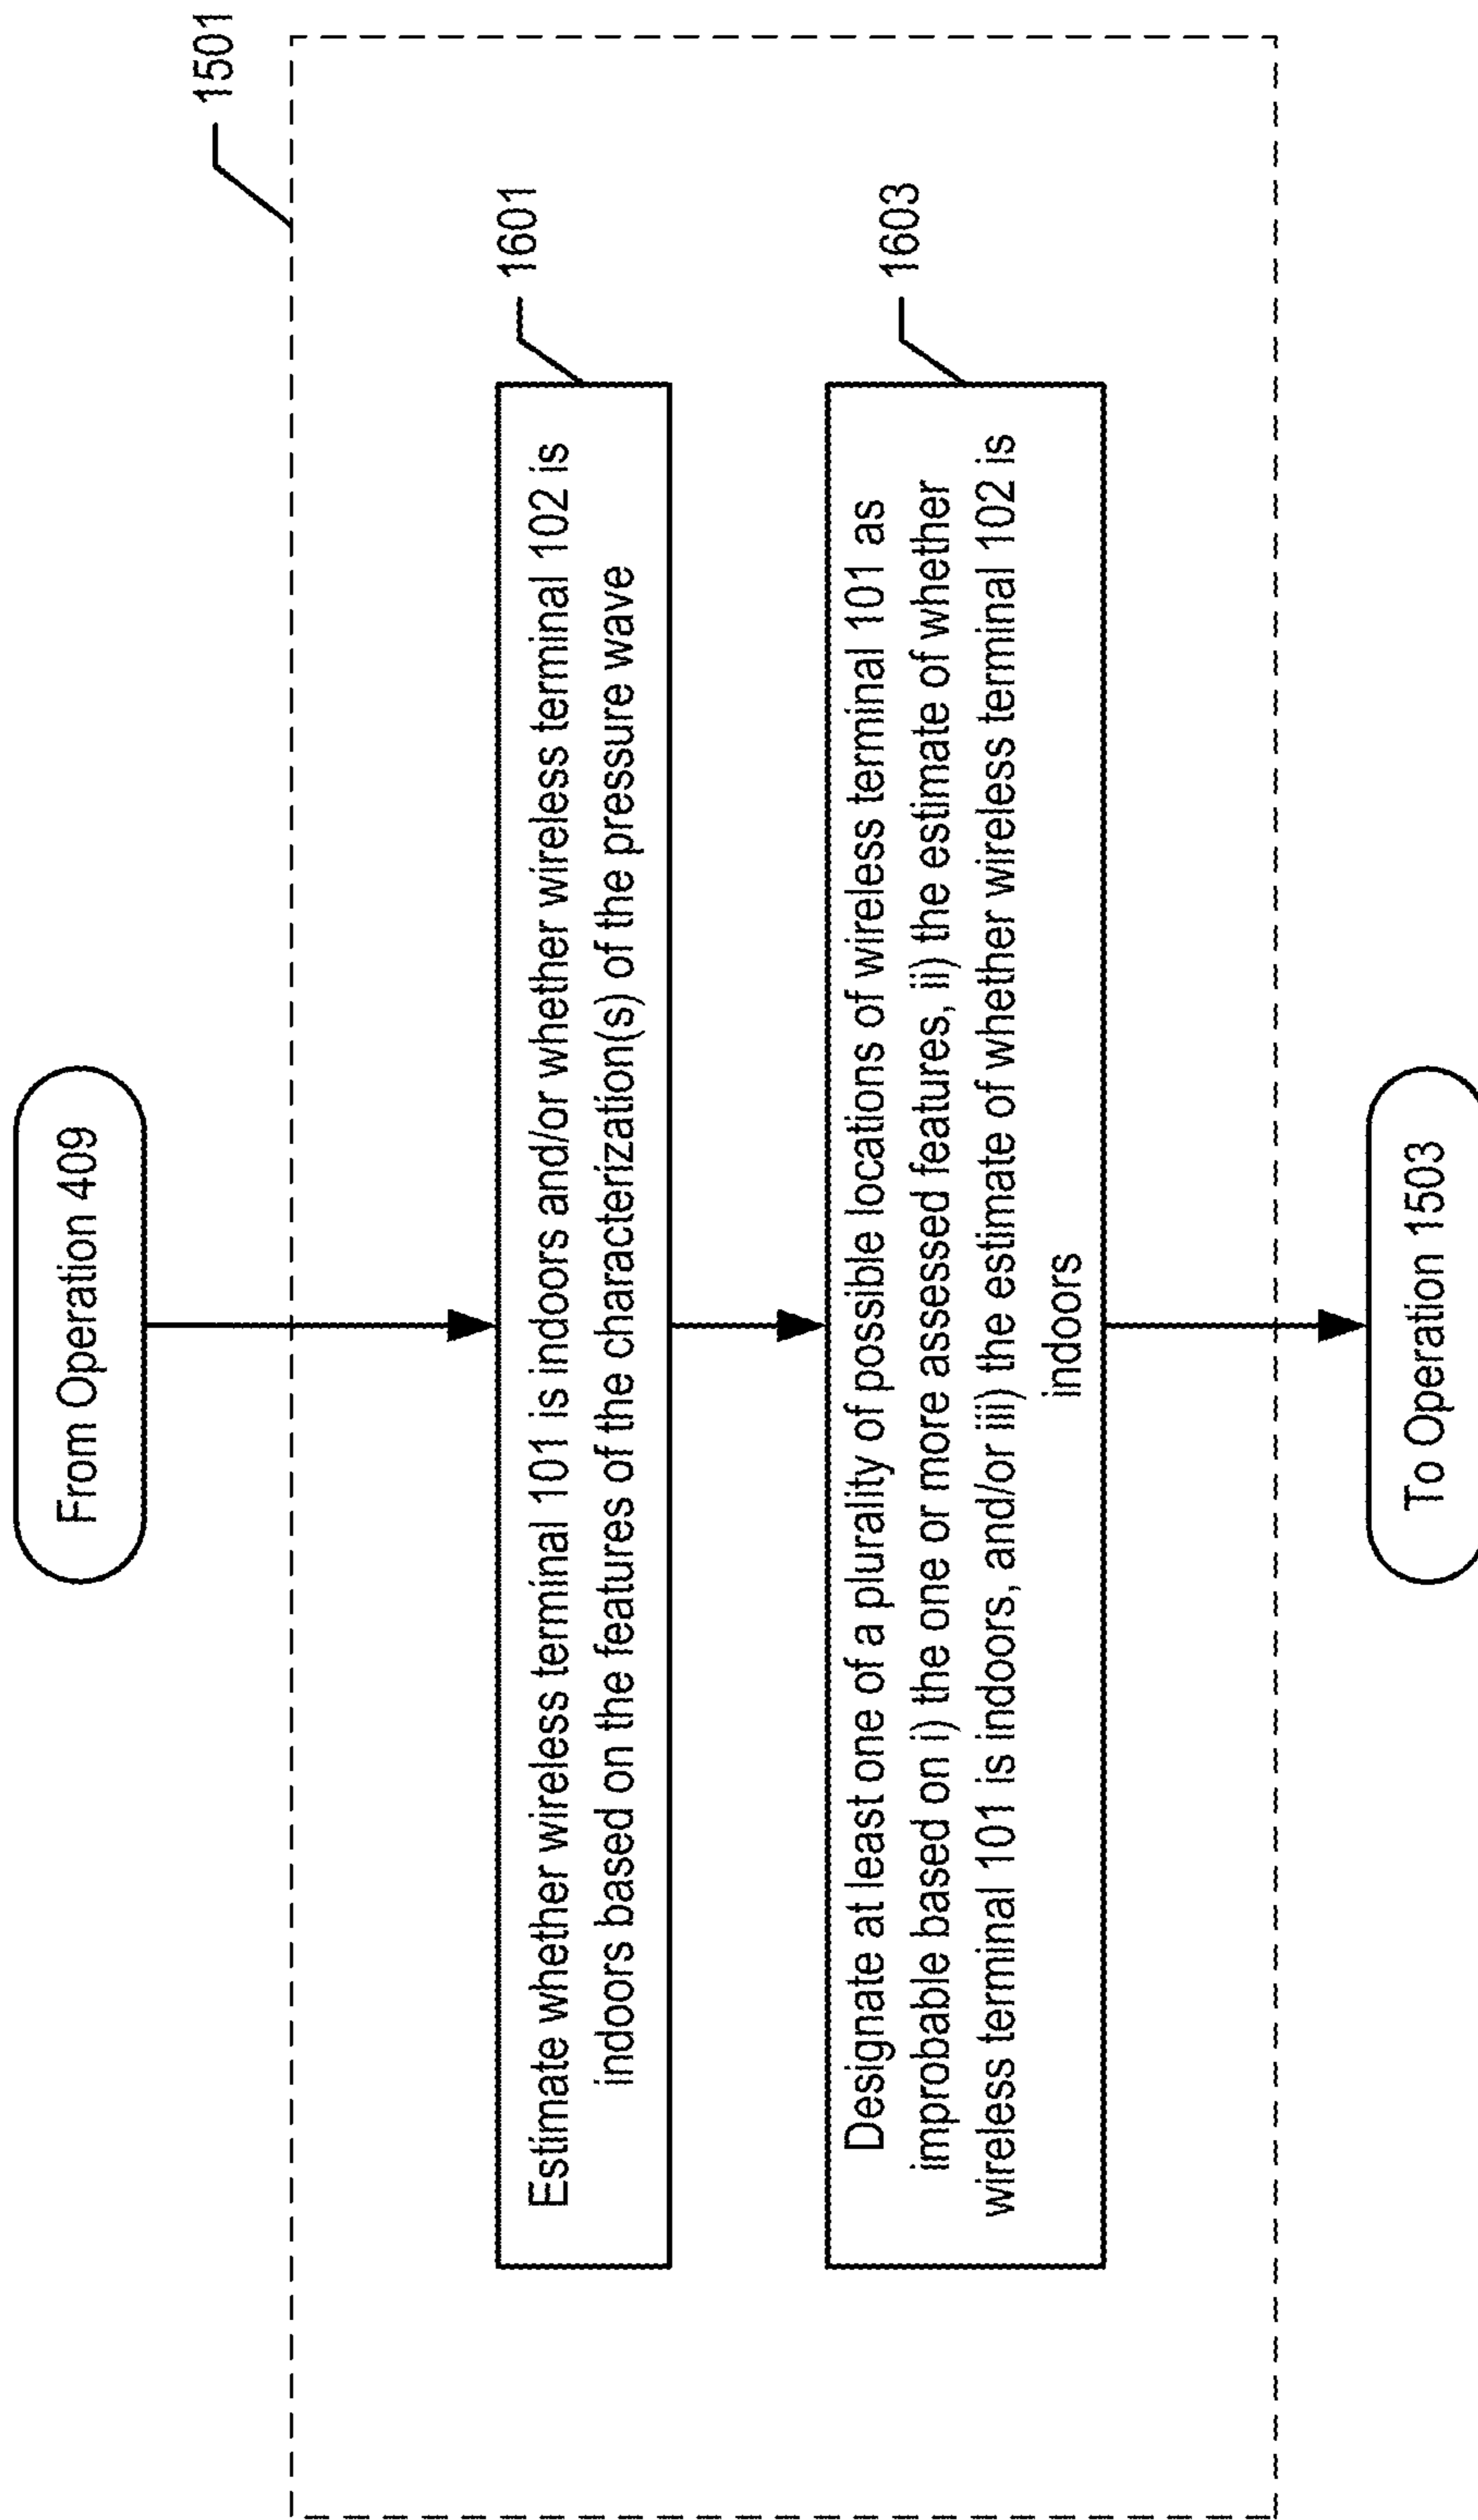 From Operation 409
1501
1601
Estimate whether wireless terminal 101 is indoors and/or whether wireless terminal 102 is
indoors based on the features of the characterization(s) of the pressure wave
1603
Designate at least one of a plurality of possible locations of wireless terminal 101 as
improbable based on i) the one or more assessed features, ii) the estimate of whether
wireless terminal 101 is indoors, and/or iii) the estimate of whether wireless terminal 102 is
indoors
To Operation 1503